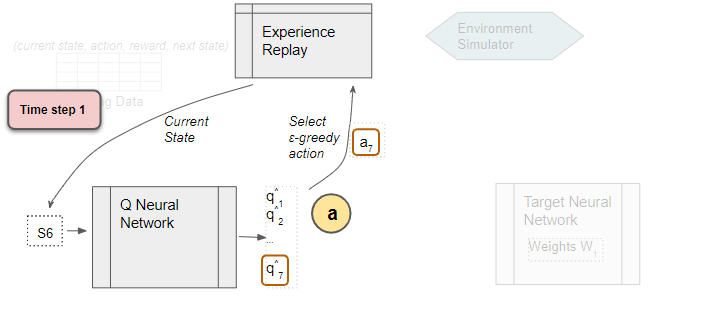 Experience
Replay
Environment
Simulator
(current state, action, reward, next state)
Time step 1
g Data
Current
State
Select
ε-greedy
action
a7
S6
Q Neural
Network
q^1
q^2
...
q^7
a
Target Neural
Network
Weights W1